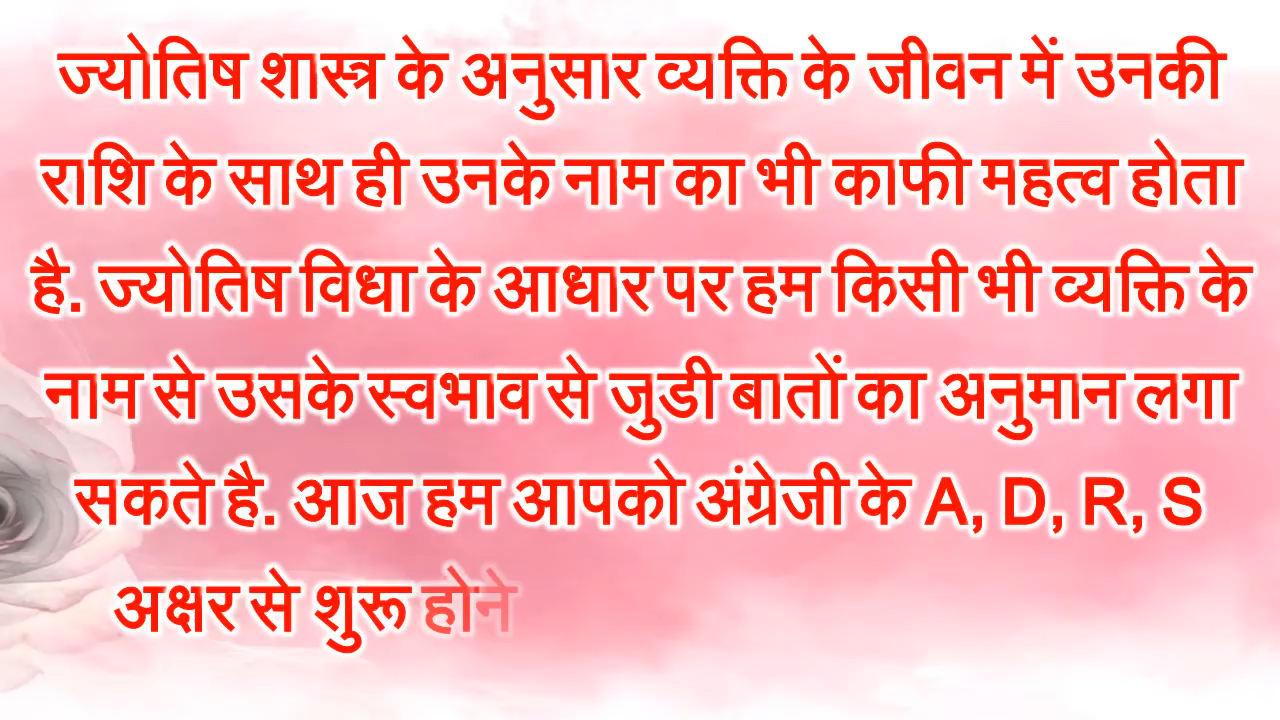 ज्योतिष शास्त्र के अनुसार व्यक्ति के जीवन में उनकी
राशि के साथ ही उनके नाम का भी काफी महत्व होता
है. ज्योतिष विधा के आधार पर हम किसी भी व्यक्ति के
नाम से उसके स्वभाव से जुडी बातों का अनुमान लगा
सकते है. आज हम आपको अंग्रेजी के A, D, R, S
अक्षर से शुरू होने